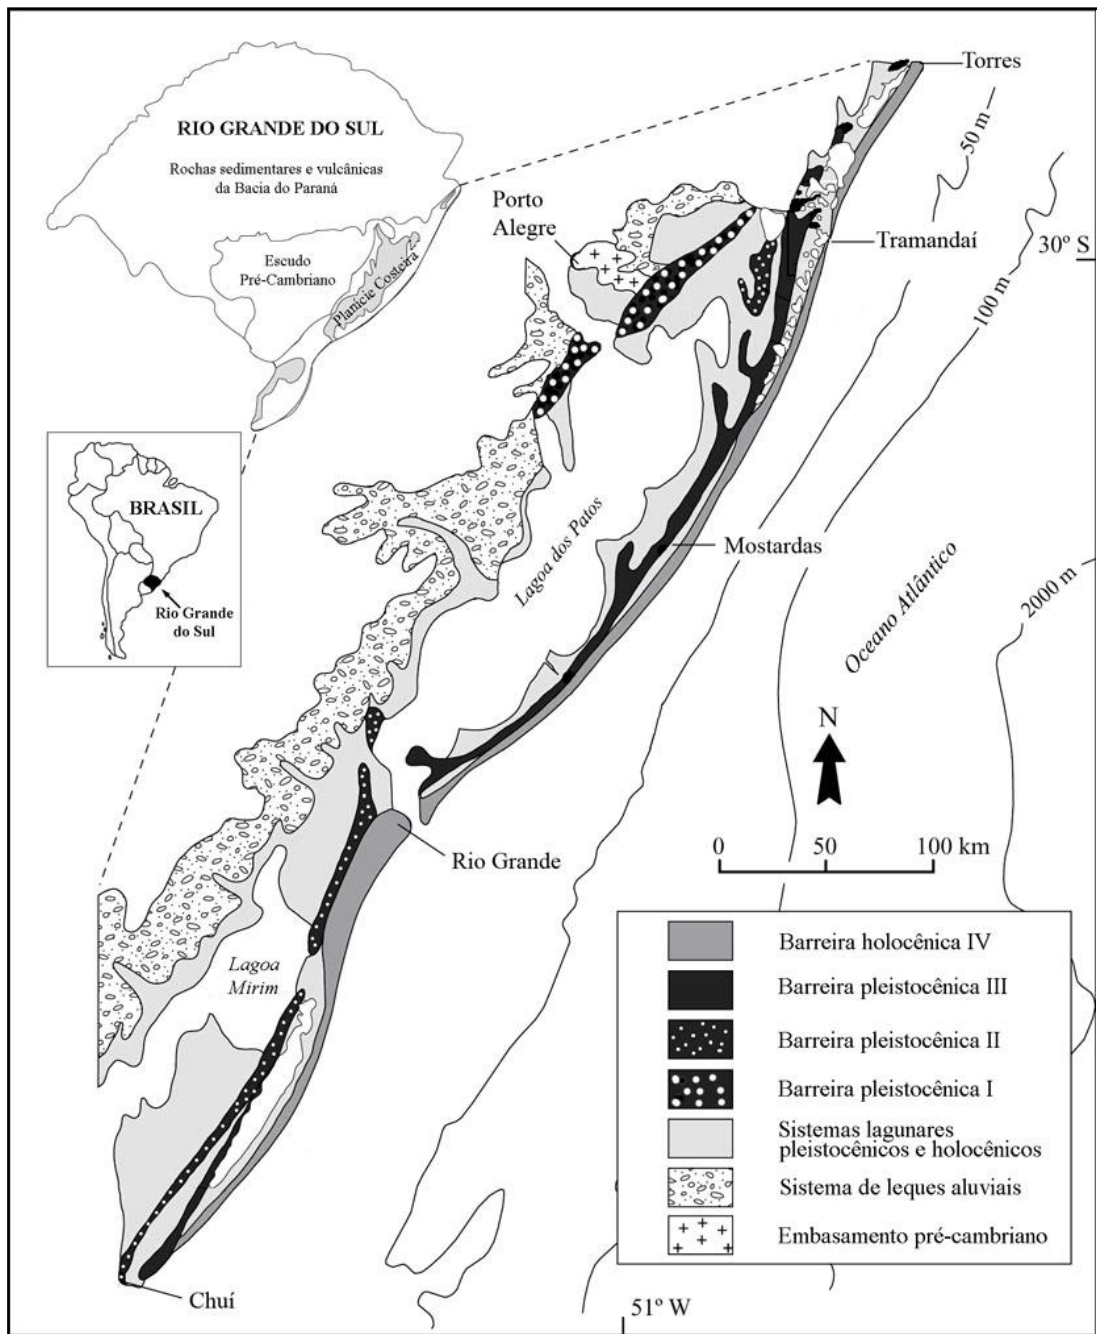 RIO GRANDE DO SUL
Rochas sedimentares e vulcânicas
da Bacia do Paraná
Escudo
Pré-Cambriano
Planície Costeira
BRASIL
Rio Grande
do Sul
Torres
50 m
Porto
Alegre
Tramandaí
30º S
100 m
Lagoa dos Patos
Mostardas
Oceano Atlântico
2000 m
N
0 50 100 km
Rio Grande
Lagoa
Mirim
Chuí
51º W
Barreira holocênica IV
Barreira pleistocênica III
Barreira pleistocênica II
Barreira pleistocênica I
Sistemas lagunares
pleistocênicos e holocênicos
Sistema de leques aluviais
Embasamento pré-cambriano